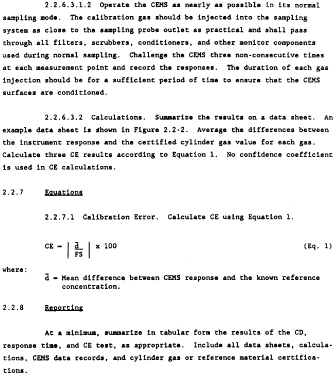 2.2.6.3.1.2 Operate the CEMS as nearly as possible in its normal
sampling mode. The calibration gas should be injected into the sampling
system as close to the sampling probe outlet as practical and shall pass
through all filters, scrubbers, conditioners, and other monitor components
used during normal sampling. Challenge the CEMS three non-consecutive times
at each measurement point and record the responses. The duration of each gas
injection should be for a sufficient period of time to ensure that the CEMS
surfaces are conditioned.
2.2.6.3.2 Calculations. Summarize the results on a data sheet. An
example data sheet is shown in Figure 2.2-2. Average the differences between
the instrument response and the certified cylinder gas value for each gas.
Calculate three CE results according to Equation 1. No confidence coefficient
is used in CE calculations.
2.2.7 Equations
2.2.7.1 Calibration Error. Calculate CE using Equation 1.
CE = | d̄ / FS | x 100 (Eq. 1)
where:
d̄ = Mean difference between CEMS response and the known reference
concentration.
2.2.8 Reporting
At a minimum, summarize in tabular form the results of the CD,
response time, and CE test, as appropriate. Include all data sheets, calcula-
tions, CEMS data records, and cylinder gas or reference material certifica-
tions.